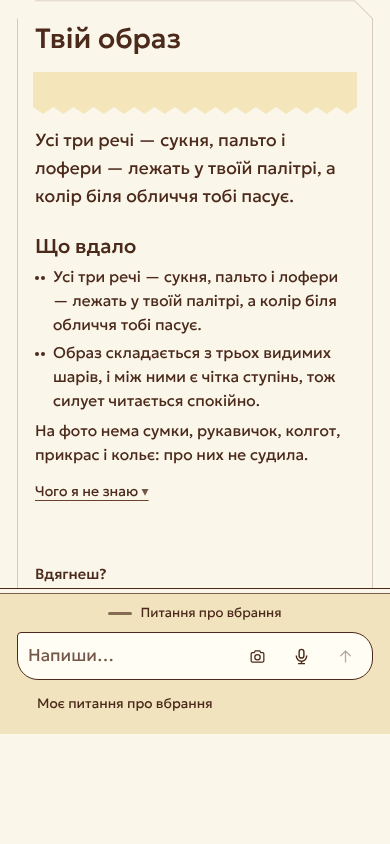 Твій образ
Усі три речі — сукня, пальто і
лофери — лежать у твоїй палітрі, а
колір біля обличчя тобі пасує.
Що вдало
•• Усі три речі — сукня, пальто і лофери
— лежать у твоїй палітрі, а колір біля
обличчя тобі пасує.
•• Образ складається з трьох видимих
шарів, і між ними є чітка ступінь, тож
силует читається спокійно.
На фото нема сумки, рукавичок, колгот,
прикрас і кольє: про них не судила.
Чого я не знаю ▾
Вдягнеш?
Питання про вбрання
Напиши...
Моє питання про вбрання